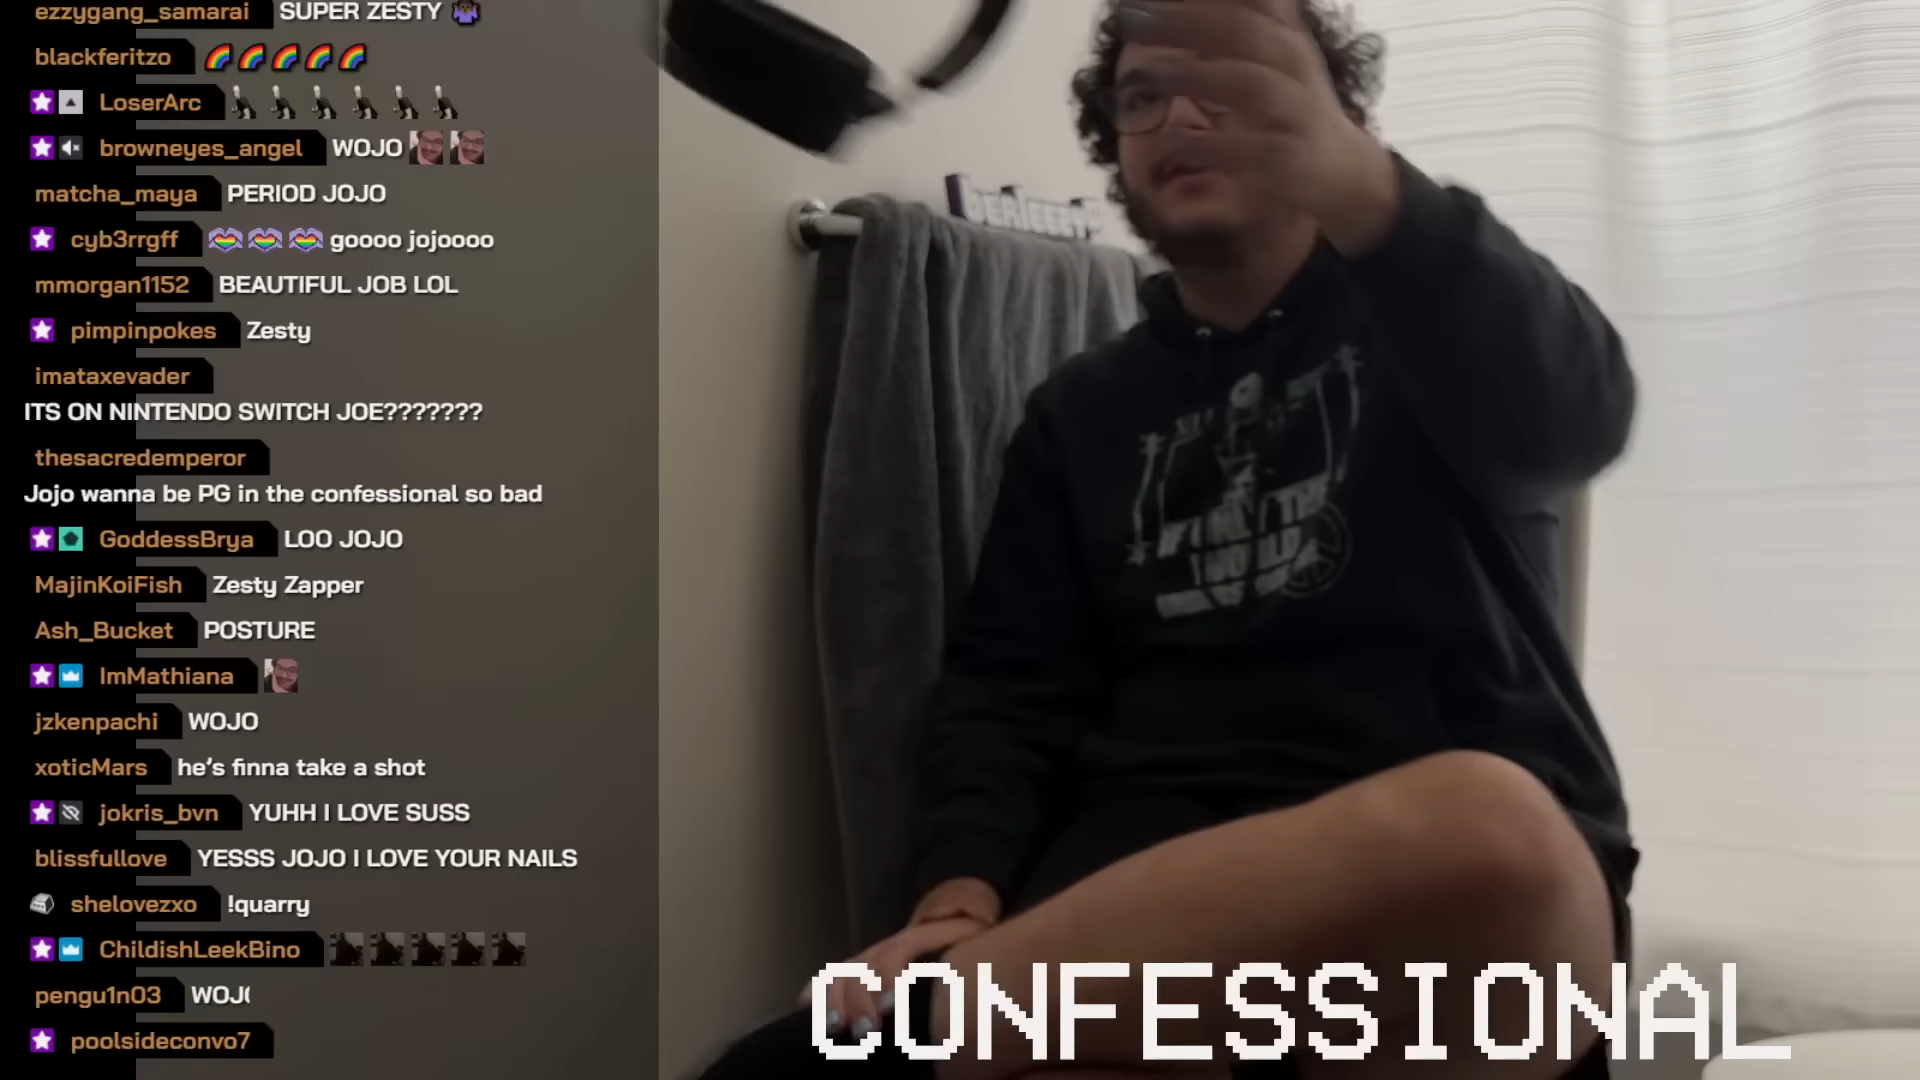 ezzygang_samarai SUPER ZESTY
blackferitzo
LoserArc
browneyes_angel WOJO
matcha_maya PERIOD JOJO
cyb3rrgff goooo jojoooo
mmorgan1152 BEAUTIFUL JOB LOL
pimpinpokes Zesty
imataxevader
ITS ON NINTENDO SWITCH JOE???????
thesacredemperor
Jojo wanna be PG in the confessional so bad
GoddessBrya LOO JOJO
MajinKoiFish Zesty Zapper
Ash_Bucket POSTURE
ImMathiana
jzkenpachi WOJO
xoticMars he's finna take a shot
jokris_bvn YUHH I LOVE SUSS
blissfullove YESSS JOJO I LOVE YOUR NAILS
shelovezxo !quarry
ChildishLeekBino
pengu1n03 WOJ
poolsideconvo7
CONFESSIONAL